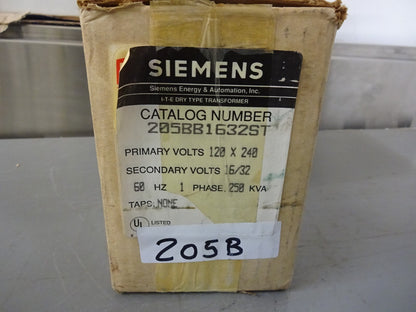 SIEMENS
Siemens Energy & Automation, Inc.
I-T-E DRY TYPE TRANSFORMER
CATALOG NUMBER
205BB1632ST
PRIMARY VOLTS 120 X 240
SECONDARY VOLTS 16/32
60 HZ 1 PHASE .250 KVA
TAPS NONE
UL LISTED
205B